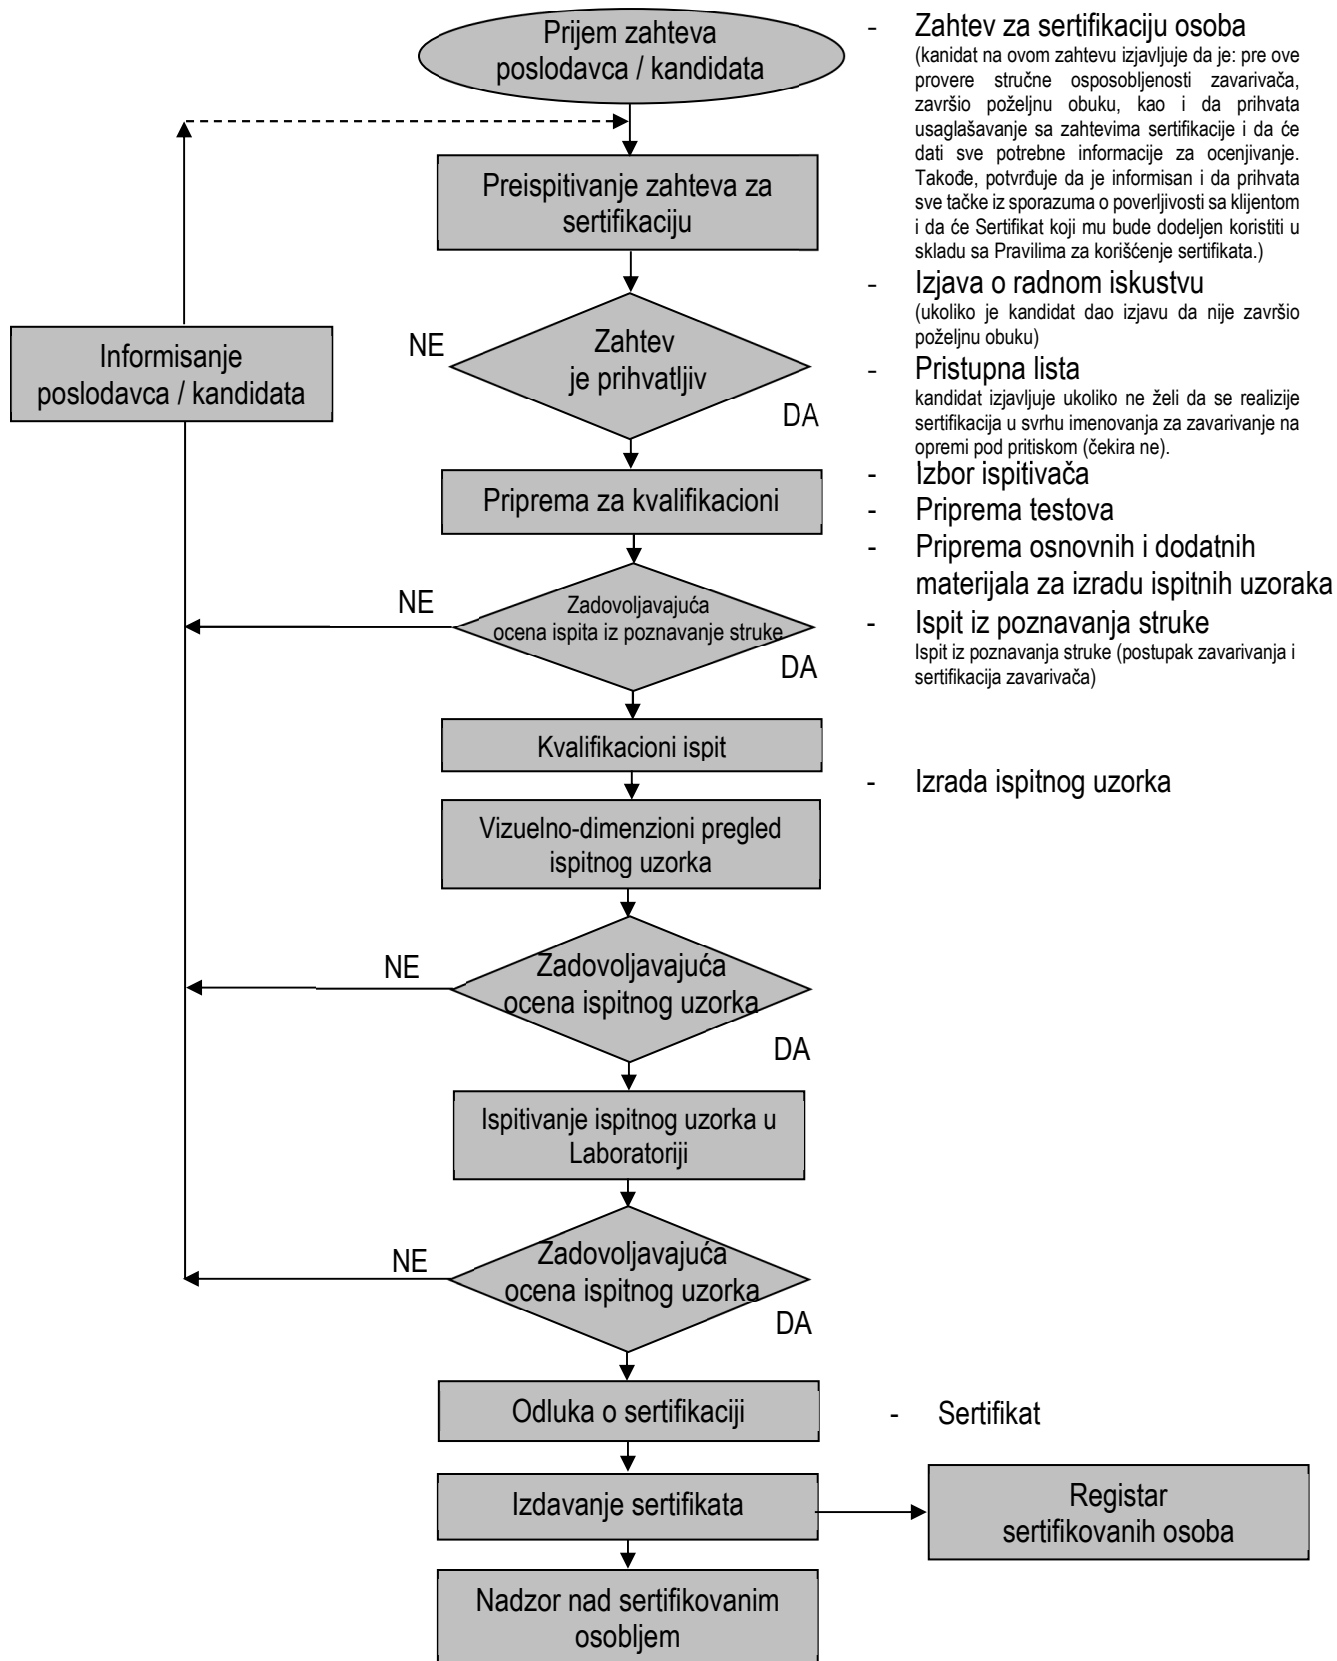 Prijem zahteva
poslodavca / kandidata
- Zahtev za sertifikaciju osoba
(kanidat na ovom zahtevu izjavljuje da je: pre ove
provere stručne osposobljenosti zavarivača,
završio poželjnu obuku, kao i da prihvata
usaglašavanje sa zahtevima sertifikacije i da će
dati sve potrebne informacije za ocenjivanje.
Takođe, potvrđuje da je informisan i da prihvata
sve tačke iz sporazuma o poverljivosti sa klijentom
i da će Sertifikat koji mu bude dodeljen koristiti u
skladu sa Pravilima za korišćenje sertifikata.)
Preispitivanje zahteva za
sertifikaciju
- Izjava o radnom iskustvu
(ukoliko je kandidat dao izjavu da nije završio
poželjnu obuku)
Informisanje
poslodavca / kandidata
NE
Zahtev
je prihvatljiv
DA
- Pristupna lista
kandidat izjavljuje ukoliko ne želi da se realizije
sertifikacija u svrhu imenovanja za zavarivanje na
opremi pod pritiskom (čekira ne).
Priprema za kvalifikacioni
- Izbor ispitivača
- Priprema testova
- Priprema osnovnih i dodatnih
materijala za izradu ispitnih uzoraka
NE
Zadovoljavajuća
ocena ispita iz poznavanje struke
DA
- Ispit iz poznavanja struke
Ispit iz poznavanja struke (postupak zavarivanja i
sertifikacija zavarivača)
Kvalifikacioni ispit
- Izrada ispitnog uzorka
Vizuelno-dimenzioni pregled
ispitnog uzorka
NE
Zadovoljavajuća
ocena ispitnog uzorka
DA
Ispitivanje ispitnog uzorka u
Laboratoriji
NE
Zadovoljavajuća
ocena ispitnog uzorka
DA
Odluka o sertifikaciji
- Sertifikat
Izdavanje sertifikata
Registar
sertifikovanih osoba
Nadzor nad sertifikovanim
osobljem